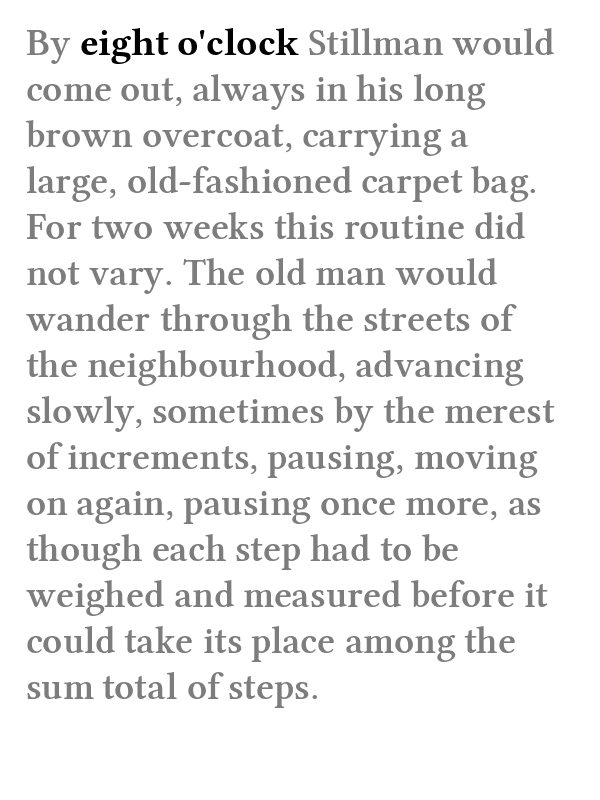 By eight o'clock Stillman would
come out, always in his long
brown overcoat, carrying a
large, old-fashioned carpet bag.
For two weeks this routine did
not vary. The old man would
wander through the streets of
the neighbourhood, advancing
slowly, sometimes by the merest
of increments, pausing, moving
on again, pausing once more, as
though each step had to be
weighed and measured before it
could take its place among the
sum total of steps.